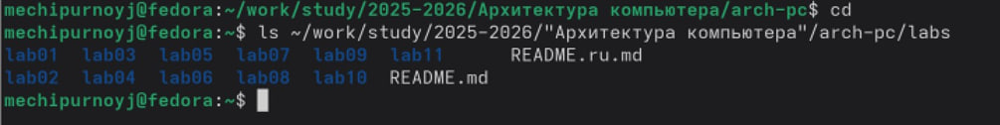 mechipurnoyj@fedora:~/work/study/2025-2026/Архитектура компьютера/arch-pc$ cd
mechipurnoyj@fedora:~$ ls ~/work/study/2025-2026/"Архитектура компьютера"/arch-pc/labs
lab01 lab03 lab05 lab07 lab09 lab11 README.ru.md
lab02 lab04 lab06 lab08 lab10 README.md
mechipurnoyj@fedora:~$